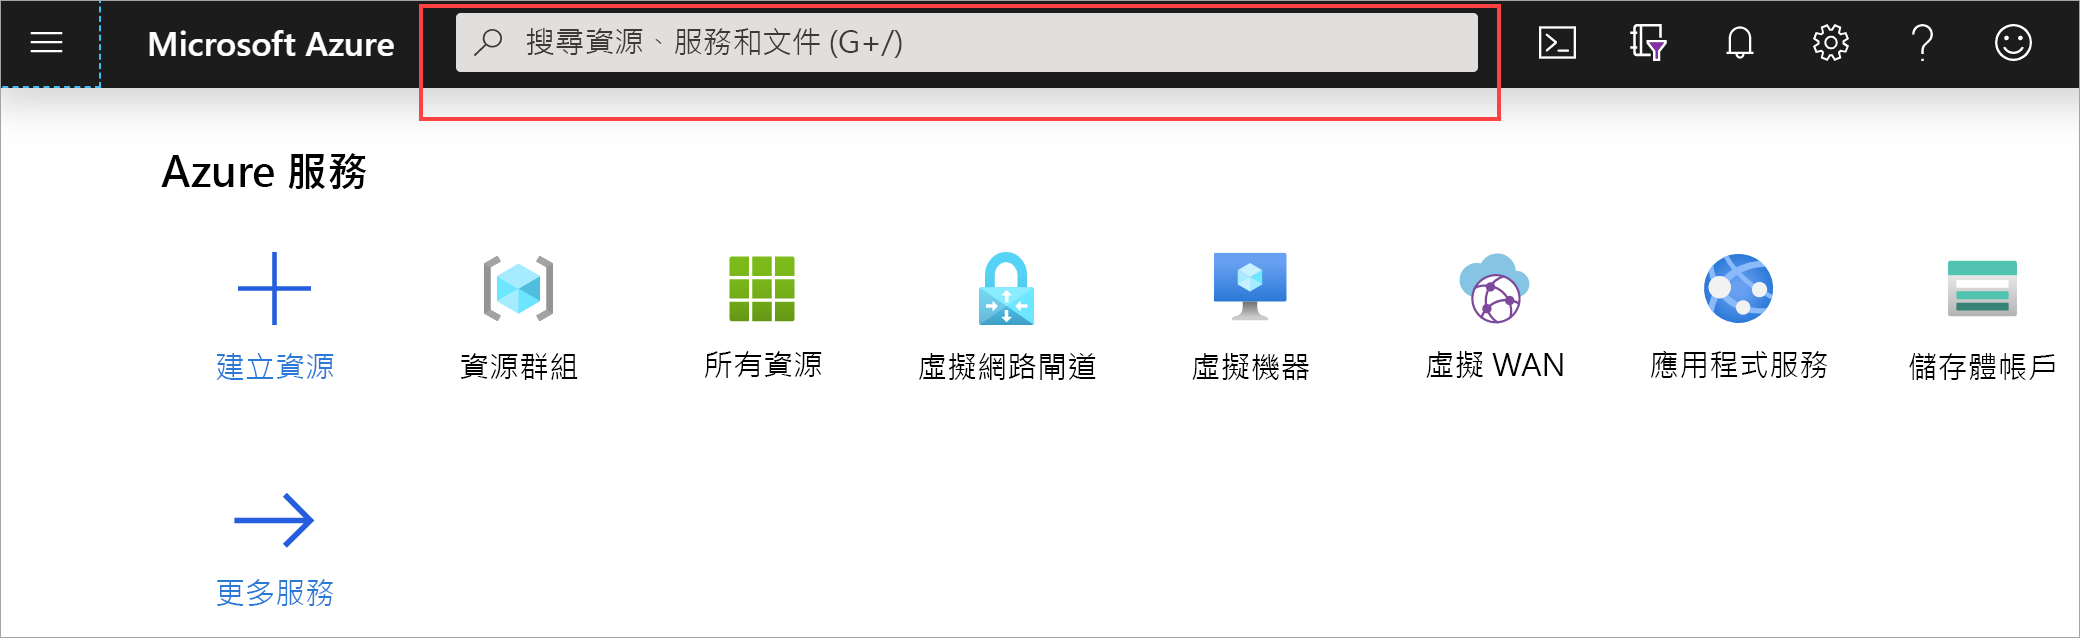 Microsoft Azure
搜尋資源、服務和文件 (G+/)
Azure 服務
建立資源
資源群組
所有資源
虛擬網路閘道
虛擬機器
虛擬 WAN
應用程式服務
儲存體帳戶
更多服務